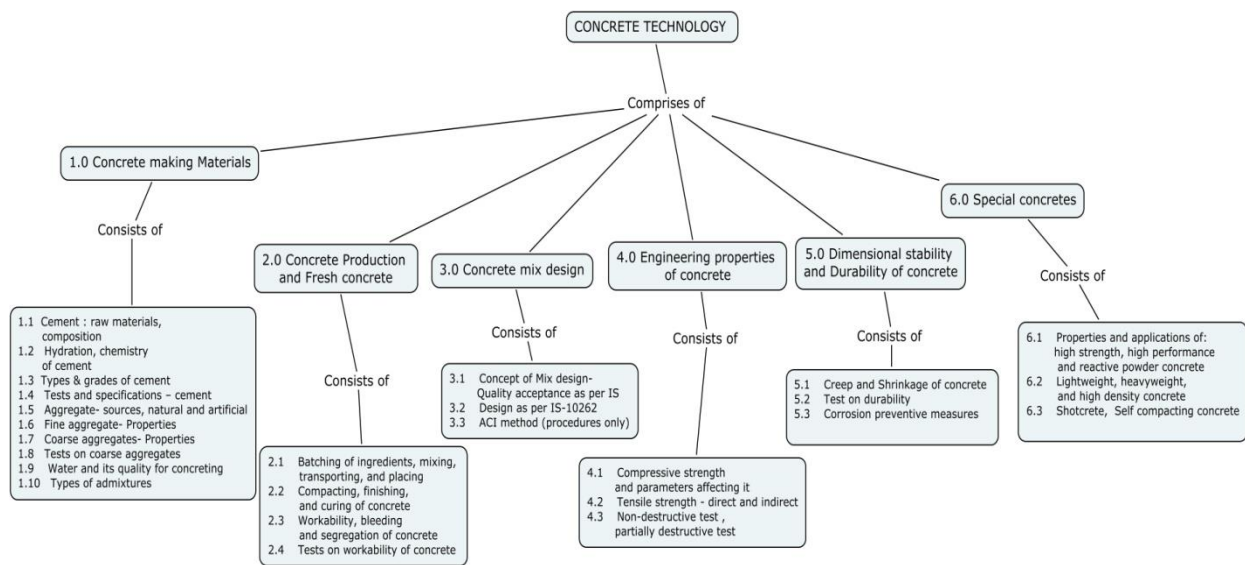 CONCRETE TECHNOLOGY
Comprises of
1.0 Concrete making Materials
Consists of
1.1 Cement : raw materials,
composition
1.2 Hydration, chemistry
of cement
1.3 Types & grades of cement
1.4 Tests and specifications – cement
1.5 Aggregate- sources, natural and artificial
1.6 Fine aggregate- Properties
1.7 Coarse aggregates- Properties
1.8 Tests on coarse aggregates
1.9 Water and its quality for concreting
1.10 Types of admixtures
2.0 Concrete Production
and Fresh concrete
Consists of
2.1 Batching of ingredients, mixing,
transporting, and placing
2.2 Compacting, finishing,
and curing of concrete
2.3 Workability, bleeding
and segregation of concrete
2.4 Tests on workability of concrete
3.0 Concrete mix design
Consists of
3.1 Concept of Mix design-
Quality acceptance as per IS
3.2 Design as per IS-10262
3.3 ACI method (procedures only)
4.0 Engineering properties
of concrete
Consists of
4.1 Compressive strength
and parameters affecting it
4.2 Tensile strength - direct and indirect
4.3 Non-destructive test ,
partially destructive test
5.0 Dimensional stability
and Durability of concrete
Consists of
5.1 Creep and Shrinkage of concrete
5.2 Test on durability
5.3 Corrosion preventive measures
6.0 Special concretes
Consists of
6.1 Properties and applications of:
high strength, high performance
and reactive powder concrete
6.2 Lightweight, heavyweight,
and high density concrete
6.3 Shotcrete, Self compacting concrete